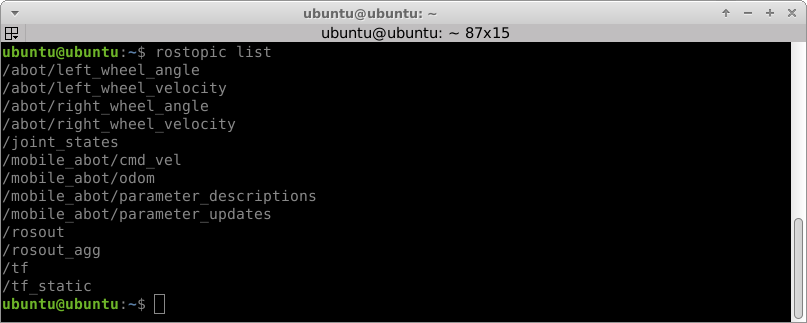 ubuntu@ubuntu: ~
ubuntu@ubuntu: ~ 87x15
ubuntu@ubuntu:~$ rostopic list
/abot/left_wheel_angle
/abot/left_wheel_velocity
/abot/right_wheel_angle
/abot/right_wheel_velocity
/joint_states
/mobile_abot/cmd_vel
/mobile_abot/odom
/mobile_abot/parameter_descriptions
/mobile_abot/parameter_updates
/rosout
/rosout_agg
/tf
/tf_static
ubuntu@ubuntu:~$